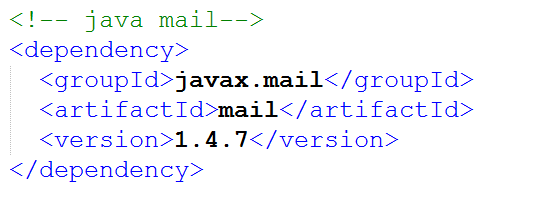 <!-- java mail-->
<dependency>
<groupId>javax.mail</groupId>
<artifactId>mail</artifactId>
<version>1.4.7</version>
</dependency>